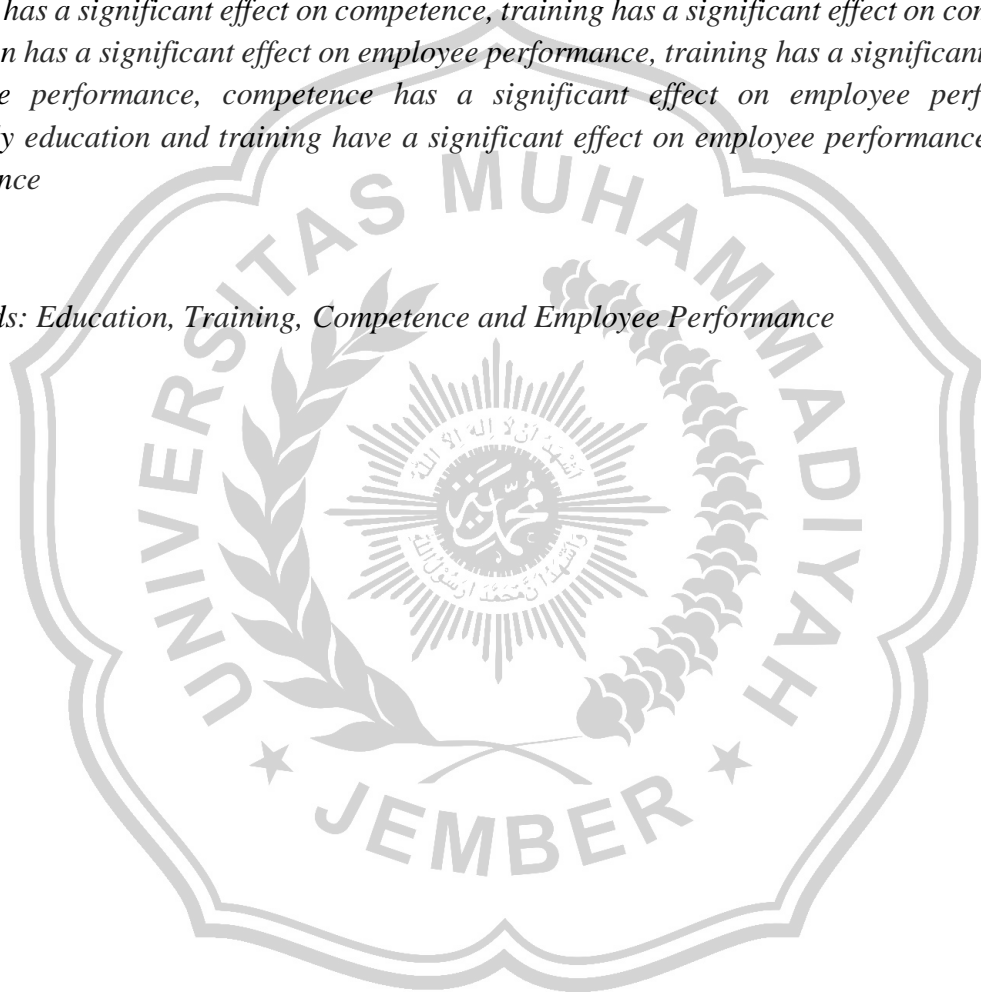 has a significant effect on competence, training has a significant effect on
n has a significant effect on employee performance, training has a significant
e performance, competence has a significant effect on employee perf
y education and training have a significant effect on employee performance
nce
ds: Education, Training, Competence and Employee Performance
UNIVERSITAS MUHAMMADIYAH
JEMBER